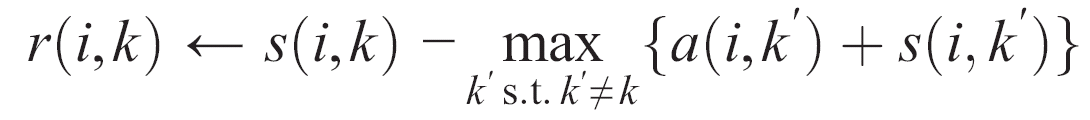 r(i,k) ← s(i,k) − max {a(i,k′) + s(i,k′)}
k′ s.t. k′≠k